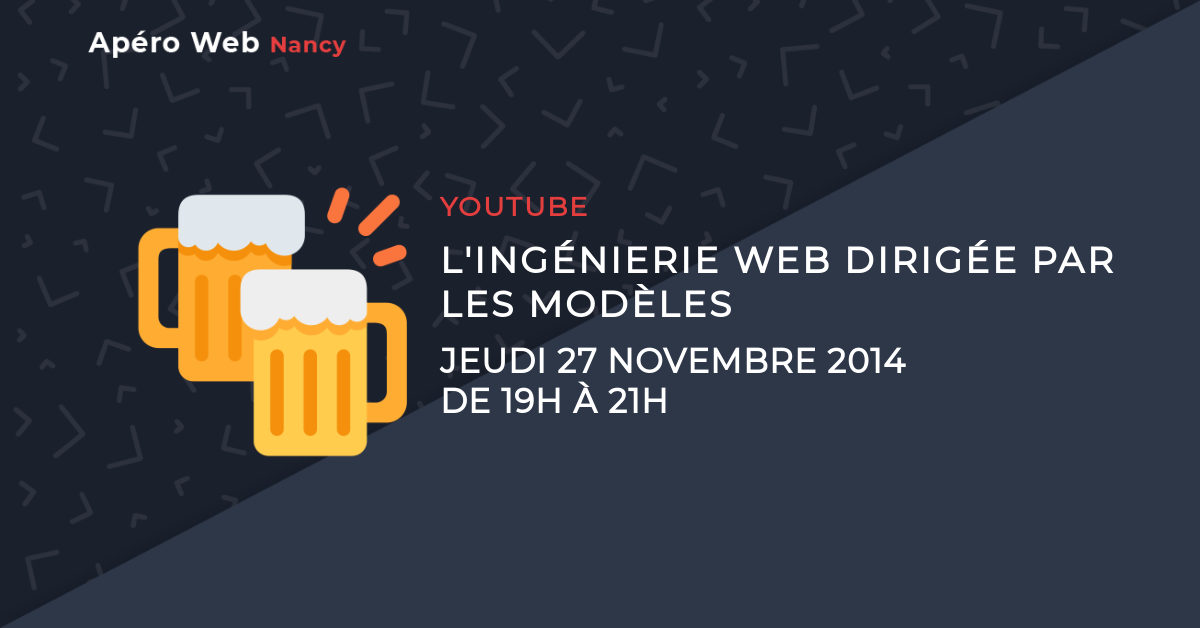 Apéro Web Nancy
YOUTUBE
L'INGÉNIERIE WEB DIRIGÉE PAR
LES MODÈLES
JEUDI 27 NOVEMBRE 2014
DE 19H À 21H